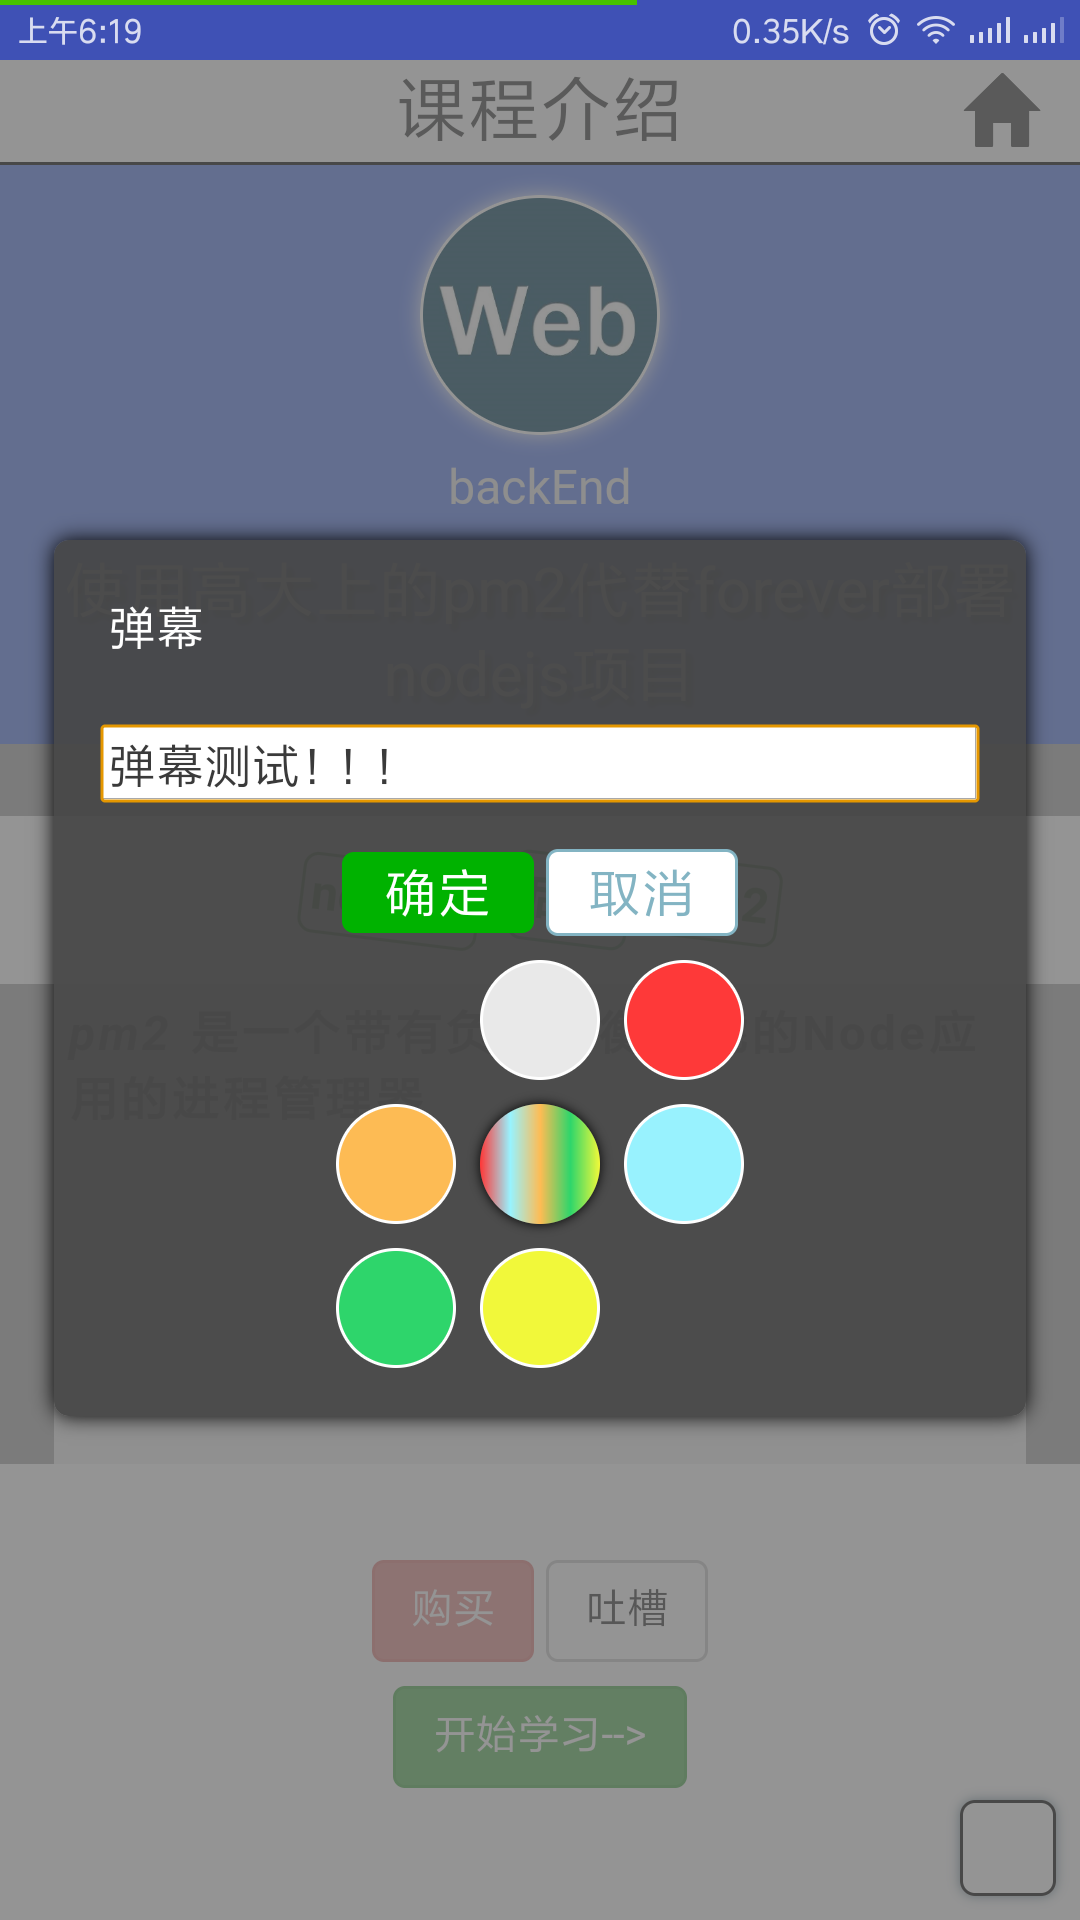 上午6:19 0.35K/s
课程介绍
Web
backEnd
使用高大上的pm2代替forever部署
nodejs项目
弹幕
弹幕测试！！！
确定 取消
pm2 是一个带有负 的Node应
用的进程管理器
购买 吐槽
开始学习-->